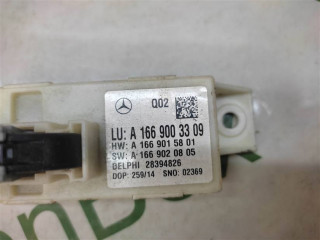 Q02
LU: A 166 900 33 09
HW: A 166 901 58 01
SW: A 166 902 08 05
DELPHI 28394826
DOP: 259/14 SNO: 02369